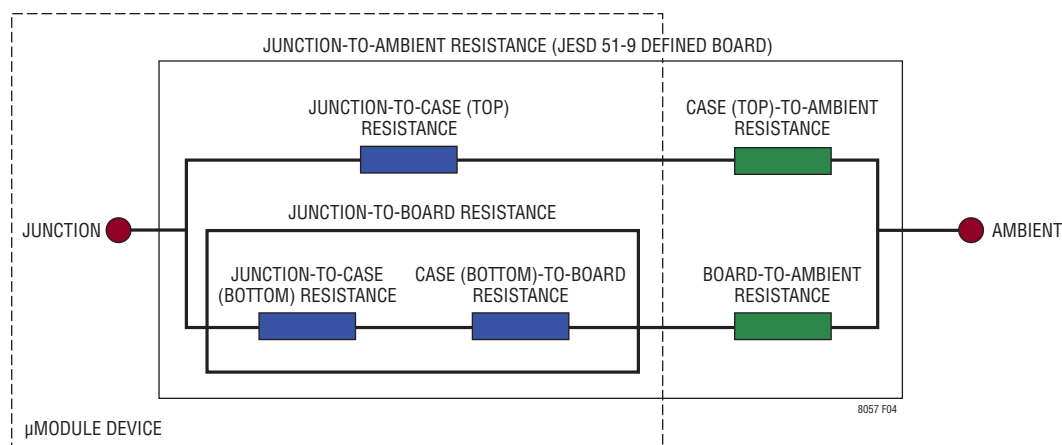 JUNCTION-TO-AMBIENT RESISTANCE (JESD 51-9 DEFINED BOARD)
JUNCTION-TO-CASE (TOP)
RESISTANCE
CASE (TOP)-TO-AMBIENT
RESISTANCE
JUNCTION-TO-BOARD RESISTANCE
JUNCTION
AMBIENT
JUNCTION-TO-CASE
(BOTTOM) RESISTANCE
CASE (BOTTOM)-TO-BOARD
RESISTANCE
BOARD-TO-AMBIENT
RESISTANCE
8057 F04
µMODULE DEVICE